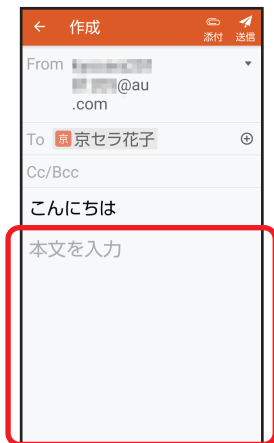 ← 作成
添付 送信
From
@au
.com
To 京 京セラ花子
Cc/Bcc
こんにちは
本文を入力